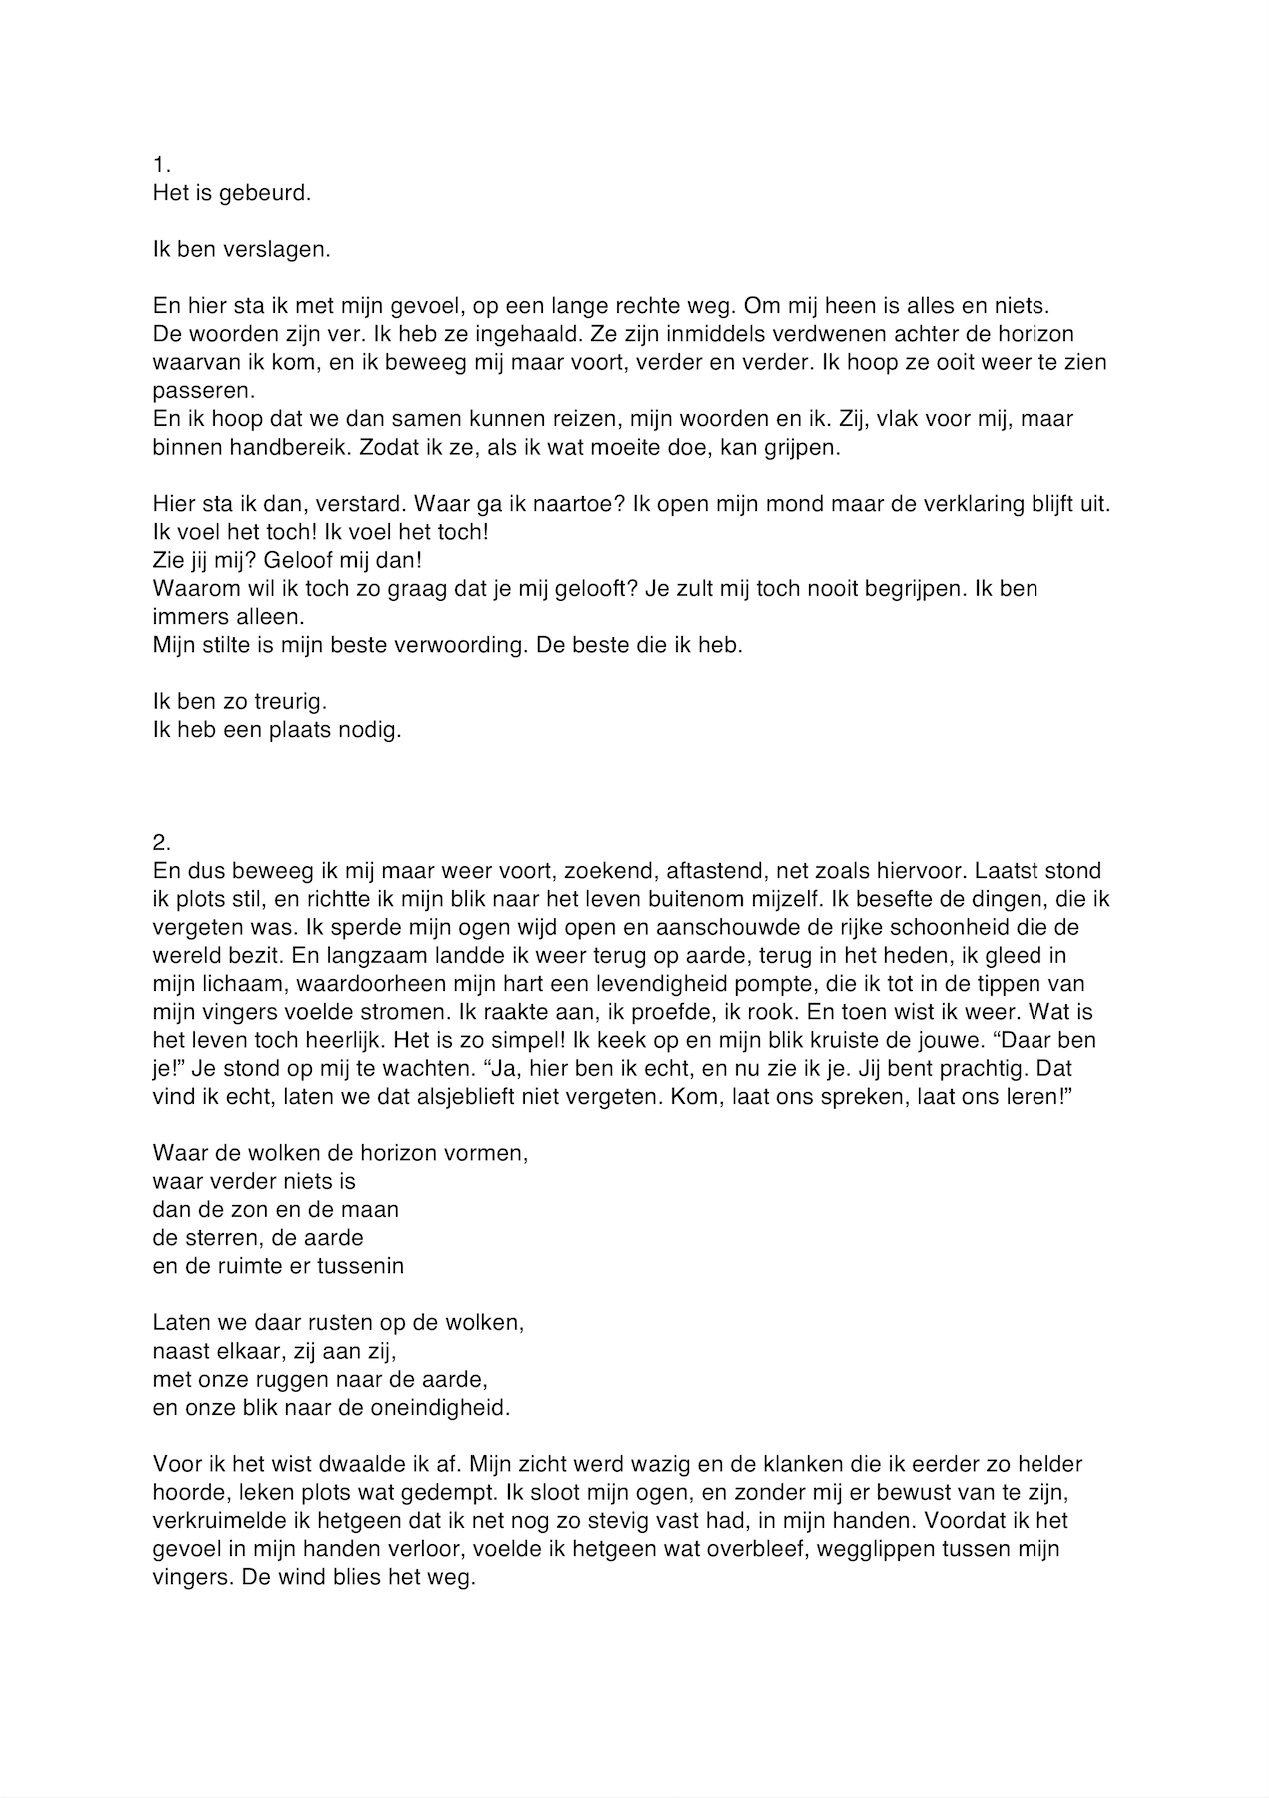 1.
Het is gebeurd.
Ik ben verslagen.
En hier sta ik met mijn gevoel, op een lange rechte weg. Om mij heen is alles en niets.
De woorden zijn ver. Ik heb ze ingehaald. Ze zijn inmiddels verdwenen achter de horizon
waarvan ik kom, en ik beweeg mij maar voort, verder en verder. Ik hoop ze ooit weer te zien
passeren.
En ik hoop dat we dan samen kunnen reizen, mijn woorden en ik. Zij, vlak voor mij, maar
binnen handbereik. Zodat ik ze, als ik wat moeite doe, kan grijpen.
Hier sta ik dan, verstard. Waar ga ik naartoe? Ik open mijn mond maar de verklaring blijft uit.
Ik voel het toch! Ik voel het toch!
Zie jij mij? Geloof mij dan!
Waarom wil ik toch zo graag dat je mij gelooft? Je zult mij toch nooit begrijpen. Ik ben
immers alleen.
Mijn stilte is mijn beste verwoording. De beste die ik heb.
Ik ben zo treurig.
Ik heb een plaats nodig.
2.
En dus beweeg ik mij maar weer voort, zoekend, aftastend, net zoals hiervoor. Laatst stond
ik plots stil, en richtte ik mijn blik naar het leven buitenom mijzelf. Ik besefte de dingen, die ik
vergeten was. Ik sperde mijn ogen wijd open en aanschouwde de rijke schoonheid die de
wereld bezit. En langzaam landde ik weer terug op aarde, terug in het heden, ik gleed in
mijn lichaam, waardoorheen mijn hart een levendigheid pompte, die ik tot in de tippen van
mijn vingers voelde stromen. Ik raakte aan, ik proefde, ik rook. En toen wist ik weer. Wat is
het leven toch heerlijk. Het is zo simpel! Ik keek op en mijn blik kruiste de jouwe. “Daar ben
je!” Je stond op mij te wachten. “Ja, hier ben ik echt, en nu zie ik je. Jij bent prachtig. Dat
vind ik echt, laten we dat alsjeblieft niet vergeten. Kom, laat ons spreken, laat ons leren!”
Waar de wolken de horizon vormen,
waar verder niets is
dan de zon en de maan
de sterren, de aarde
en de ruimte er tussenin
Laten we daar rusten op de wolken,
naast elkaar, zij aan zij,
met onze ruggen naar de aarde,
en onze blik naar de oneindigheid.
Voor ik het wist dwaalde ik af. Mijn zicht werd wazig en de klanken die ik eerder zo helder
hoorde, leken plots wat gedempt. Ik sloot mijn ogen, en zonder mij er bewust van te zijn,
verkruimelde ik hetgeen dat ik net nog zo stevig vast had, in mijn handen. Voordat ik het
gevoel in mijn handen verloor, voelde ik hetgeen wat overbleef, wegglippen tussen mijn
vingers. De wind blies het weg.